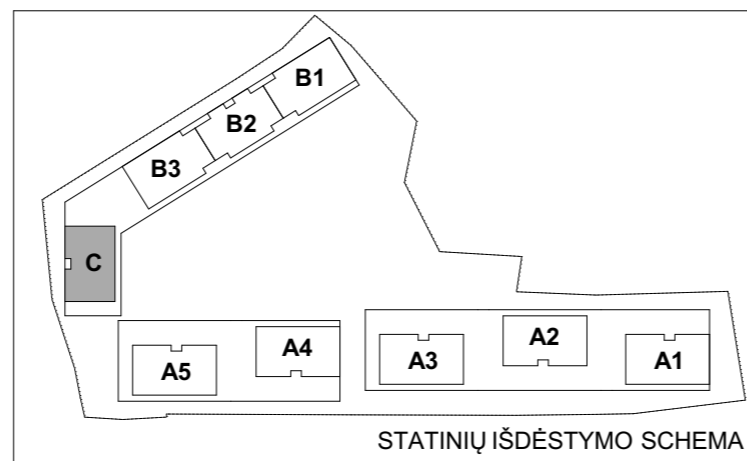 B1
B2
B3
C
A2
A4
A3
A1
A5
STATINIŲ IŠDĖSTYMO SCHEMA